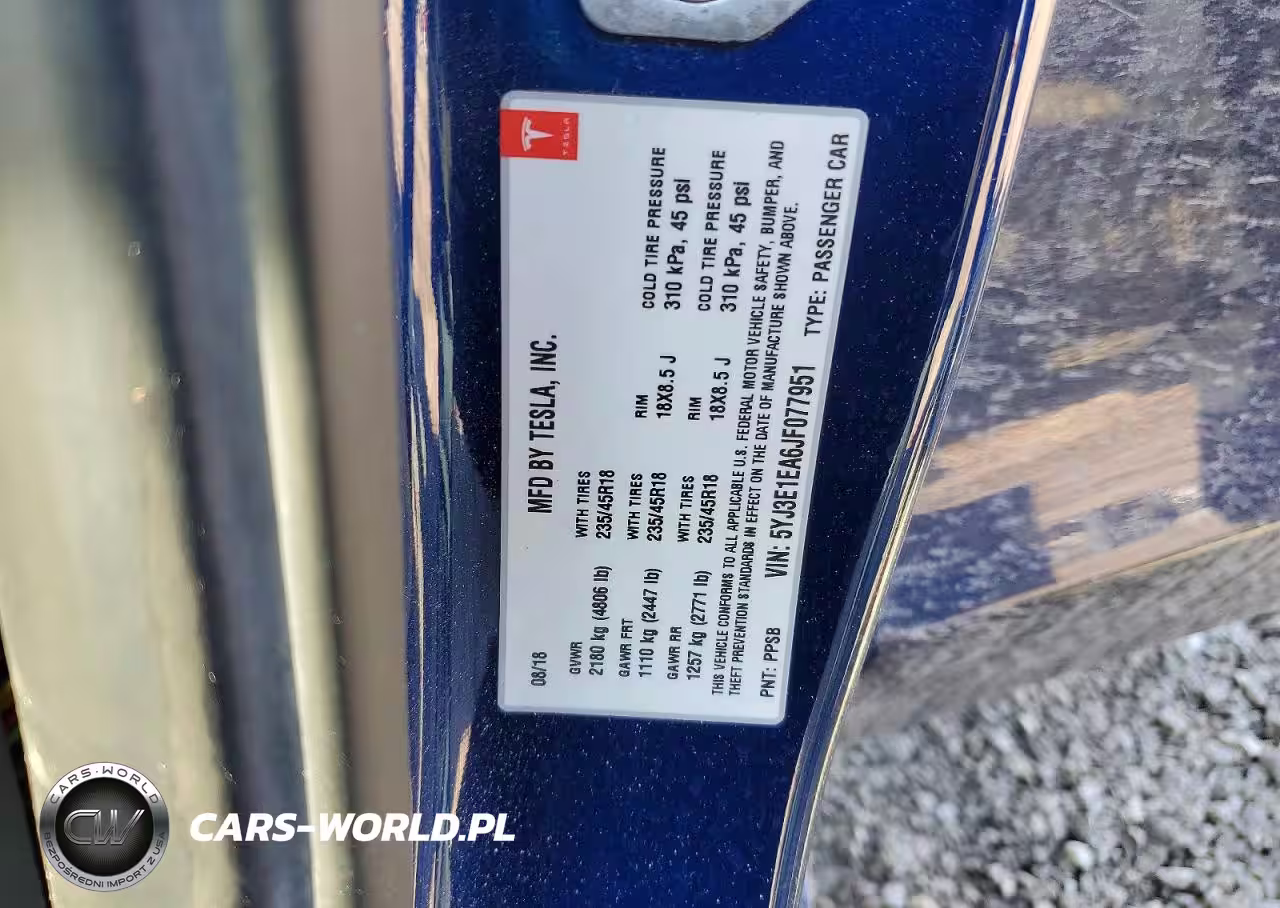 TESLA
MFD BY TESLA, INC.
08/18
GVWR
2180 kg (4806 lb)
WITH TIRES
235/45R18
GAWR FRT
1110 kg (2447 lb)
WITH TIRES
235/45R18
RIM
18X8.5 J
COLD TIRE PRESSURE
310 kPa, 45 psi
GAWR RR
1257 kg (2771 lb)
WITH TIRES
235/45R18
RIM
18X8.5 J
COLD TIRE PRESSURE
310 kPa, 45 psi
THIS VEHICLE CONFORMS TO ALL APPLICABLE U.S. FEDERAL MOTOR VEHICLE SAFETY, BUMPER, AND
THEFT PREVENTION STANDARDS IN EFFECT ON THE DATE OF MANUFACTURE SHOWN ABOVE.
PNT: PPSB VIN: 5YJ3E1EA6JF077951 TYPE: PASSENGER CAR
CARS-WORLD
CW
BEZPOŚREDNI IMPORT Z USA
CARS-WORLD.PL